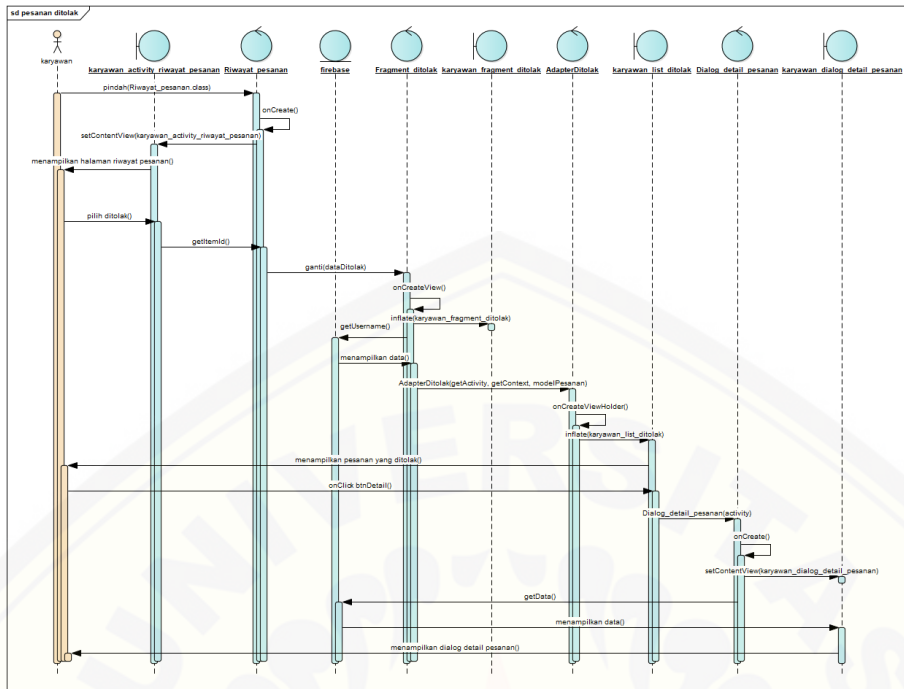 sd pesanan ditolak
karyawan
karyawan_activity_riwayat_pesanan
Riwayat_pesanan
firebase
Fragment_ditolak
karyawan_fragment_ditolak
AdapterDitolak
karyawan_list_ditolak
Dialog_detail_pesanan
karyawan_dialog_detail_pesanan
pindah(Riwayat_pesanan.class)
onCreate()
setContentView(karyawan_activity_riwayat_pesanan)
menampilkan halaman riwayat pesanan()
pilih ditolak()
getItemId()
ganti(dataDitolak)
onCreateView()
inflate(karyawan_fragment_ditolak)
getUsername()
menampilkan data()
AdapterDitolak(getActivity, getContext, modelPesanan)
onCreateViewHolder()
inflate(karyawan_list_ditolak)
menampilkan pesanan yang ditolak()
onClick btnDetail()
Dialog_detail_pesanan(activity)
onCreate()
setContentView(karyawan_dialog_detail_pesanan)
getData()
menampilkan data()
menampilkan dialog detail pesanan()
UNIVERSITAS